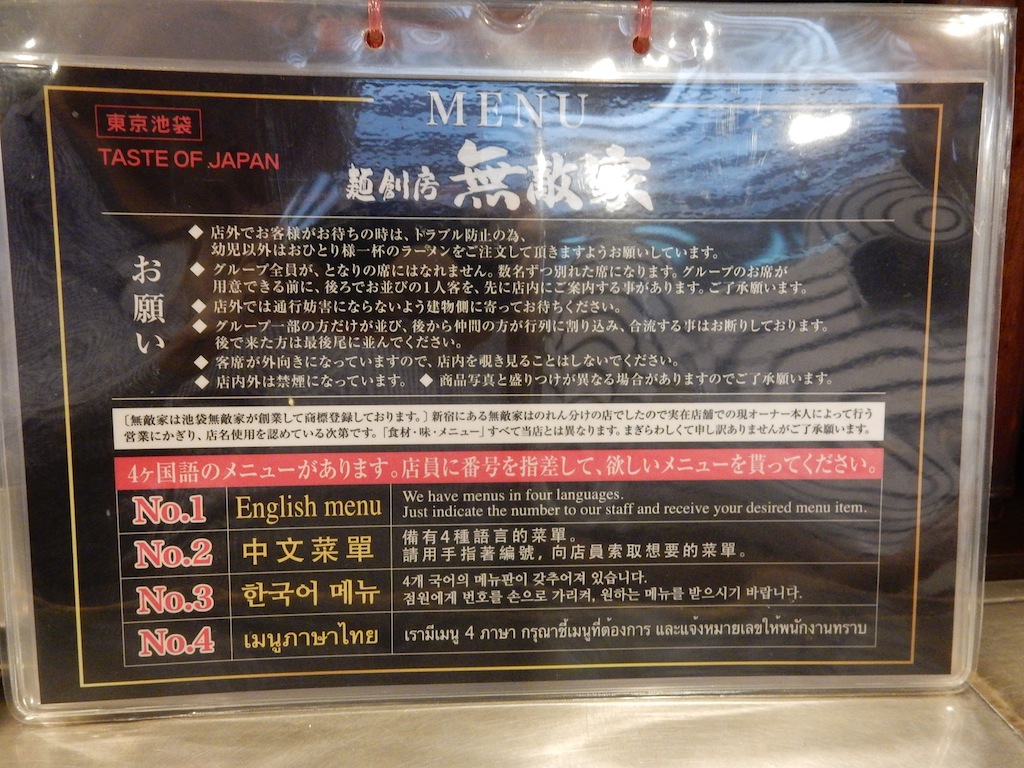 MENU
東京池袋
TASTE OF JAPAN
麺創房 無敵家
お願い
◆ 店外でお客様がお待ちの時は、トラブル防止の為、
幼児以外はおひとり様一杯のラーメンをご注文して頂きますようお願いしています。
◆ グループ全員が、となりの席にはなれません。数名ずつ別れた席になります。グループのお席が
用意できる前に、後ろでお並びの1人客を、先に店内にご案内する事があります。ご了承願います。
◆ 店外では通行妨害にならないよう建物側に寄ってお待ちください。
◆ グループ一部の方だけが並び、後から仲間の方が行列に割り込み、合流する事はお断りしております。
後で来た方は最後尾に並んでください。
◆ 客席が外向きになっていますので、店内を覗き見ることはしないでください。
◆ 店内外は禁煙になっています。 ◆ 商品写真と盛りつけが異なる場合がありますのでご了承願います。
〔無敵家は池袋無敵家が創業して商標登録しております。〕新宿にある無敵家はのれん分けの店でしたので実在店舗での現オーナー本人によって行う
営業にかぎり、店名使用を認めている次第です。「食材・味・メニュー」すべて当店とは異なります。まぎらわしくて申し訳ありませんがご了承願います。
4ヶ国語のメニューがあります。店員に番号を指差して、欲しいメニューを貰ってください。
No.1 English menu We have menus in four languages.
Just indicate the number to our staff and receive your desired menu item.
No.2 中文菜單 備有4種語言的菜單。
請用手指著編號，向店員索取想要的菜單。
No.3 한국어 메뉴 4개 국어의 메뉴판이 갖추어져 있습니다.
점원에게 번호를 손으로 가리켜, 원하는 메뉴를 받으시기 바랍니다.
No.4 เมนูภาษาไทย เรามีเมนู 4 ภาษา กรุณาชี้เมนูที่ต้องการ และแจ้งหมายเลขให้พนักงานทราบ